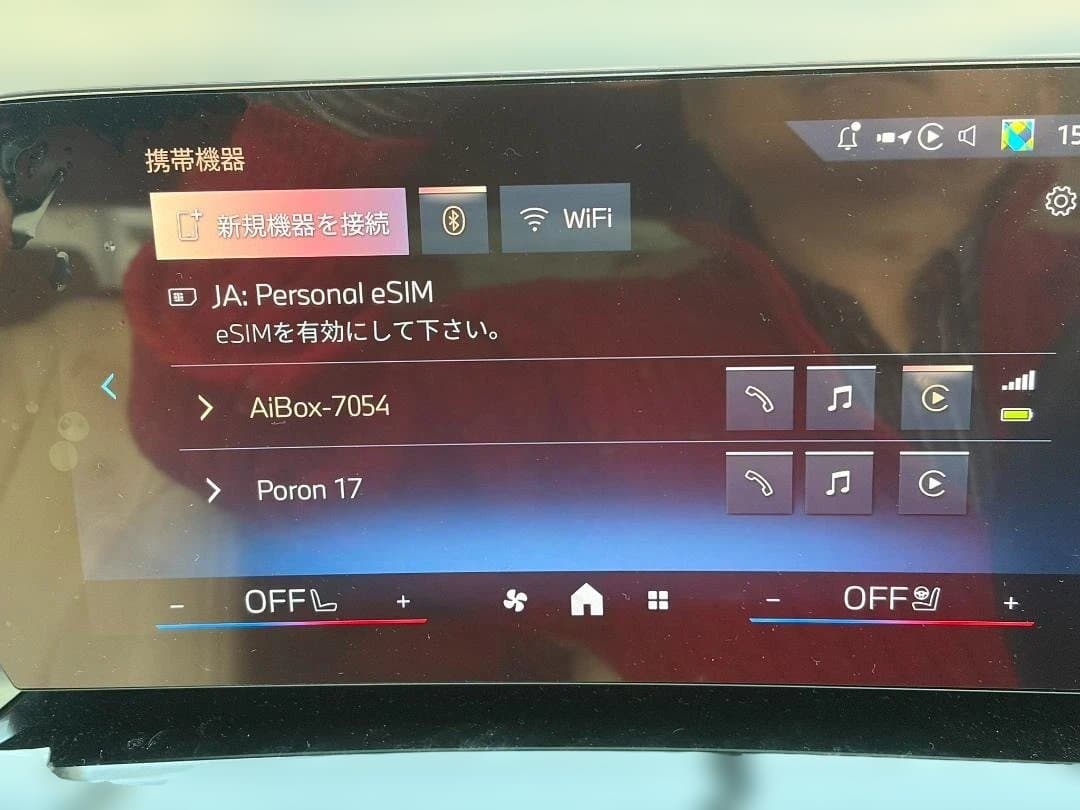 15
携帯機器
新規機器を接続
WiFi
JA: Personal eSIM
eSIMを有効にして下さい。
AiBox-7054
Poron 17
− OFF +
− OFF +